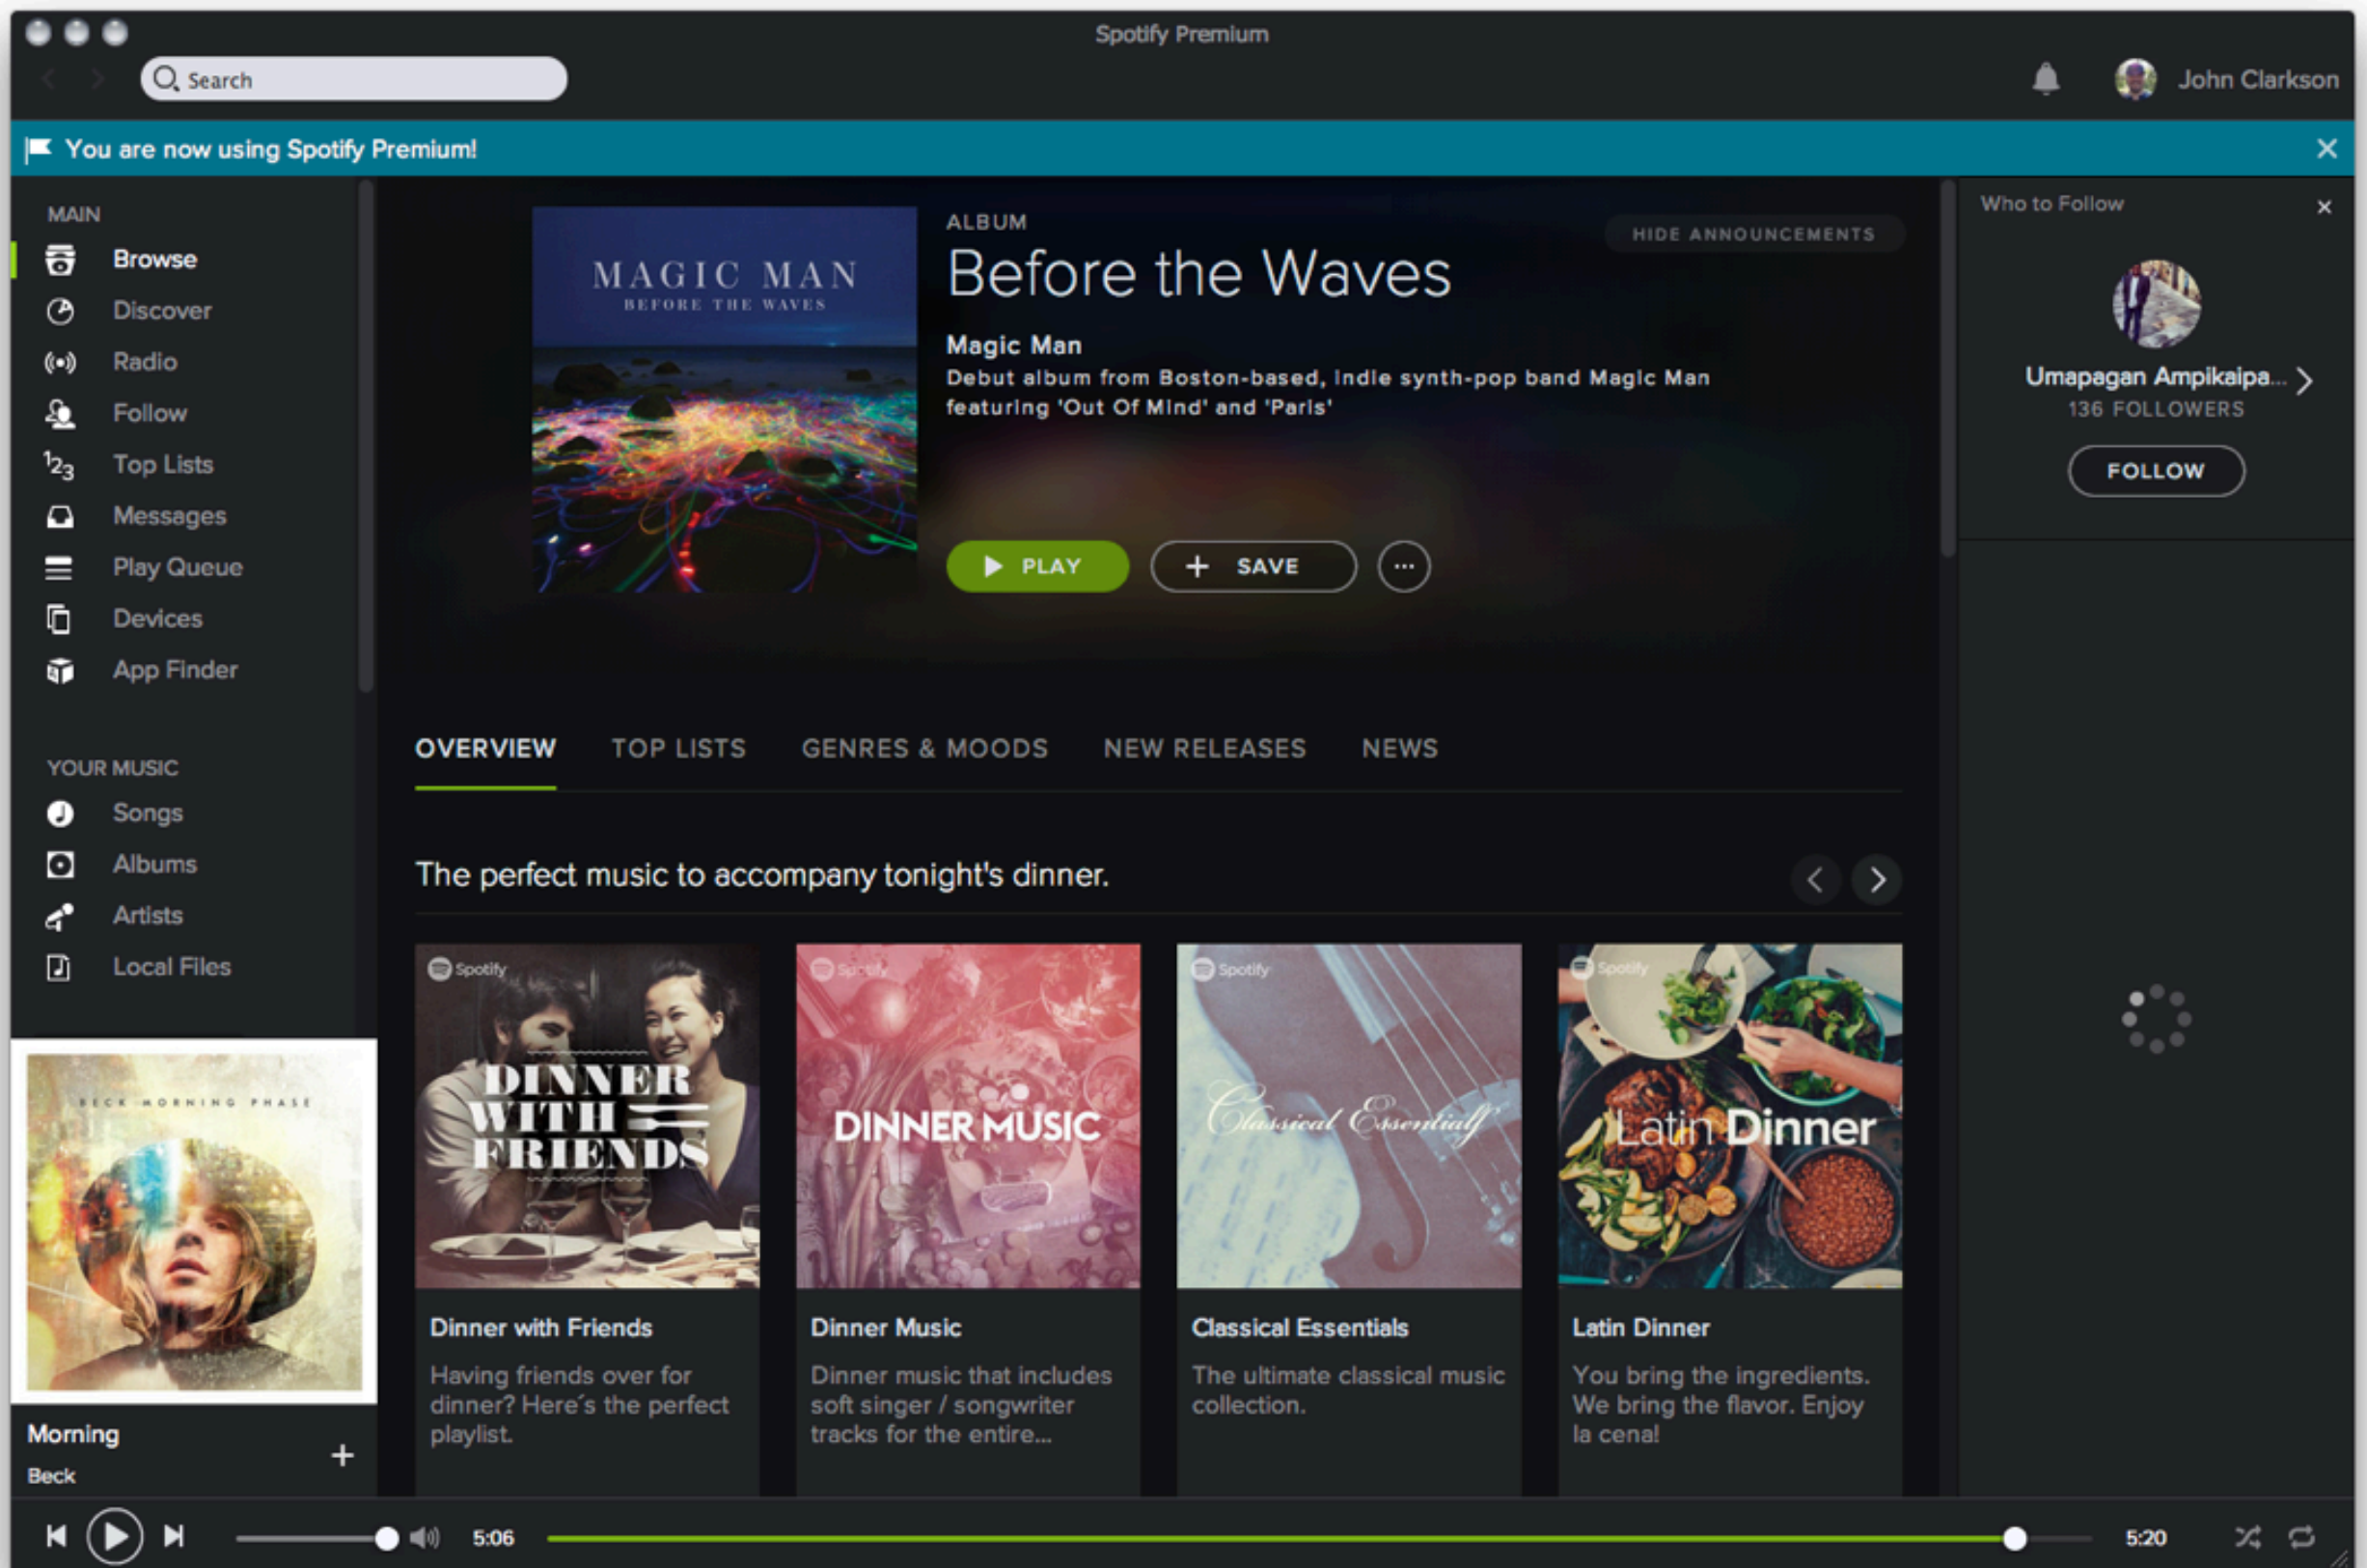 Spotify Premium
Search
John Clarkson
You are now using Spotify Premium!
MAIN
Browse
Discover
Radio
Follow
Top Lists
Messages
Play Queue
Devices
App Finder
YOUR MUSIC
Songs
Albums
Artists
Local Files
BECK MORNING PHASE
Morning
Beck
MAGIC MAN
BEFORE THE WAVES
ALBUM
Before the Waves
HIDE ANNOUNCEMENTS
Magic Man
Debut album from Boston-based, indie synth-pop band Magic Man
featuring 'Out Of Mind' and 'Paris'
PLAY
SAVE
OVERVIEW TOP LISTS GENRES & MOODS NEW RELEASES NEWS
The perfect music to accompany tonight's dinner.
Spotify
DINNER
WITH
FRIENDS
Dinner with Friends
Having friends over for
dinner? Here´s the perfect
playlist.
Spotify
DINNER MUSIC
Dinner Music
Dinner music that includes
soft singer / songwriter
tracks for the entire...
Spotify
Classical Essentials
Classical Essentials
The ultimate classical music
collection.
Spotify
Latin Dinner
Latin Dinner
You bring the ingredients.
We bring the flavor. Enjoy
la cena!
Who to Follow
Umapagan Ampikaipa...
136 FOLLOWERS
FOLLOW
5:06
5:20